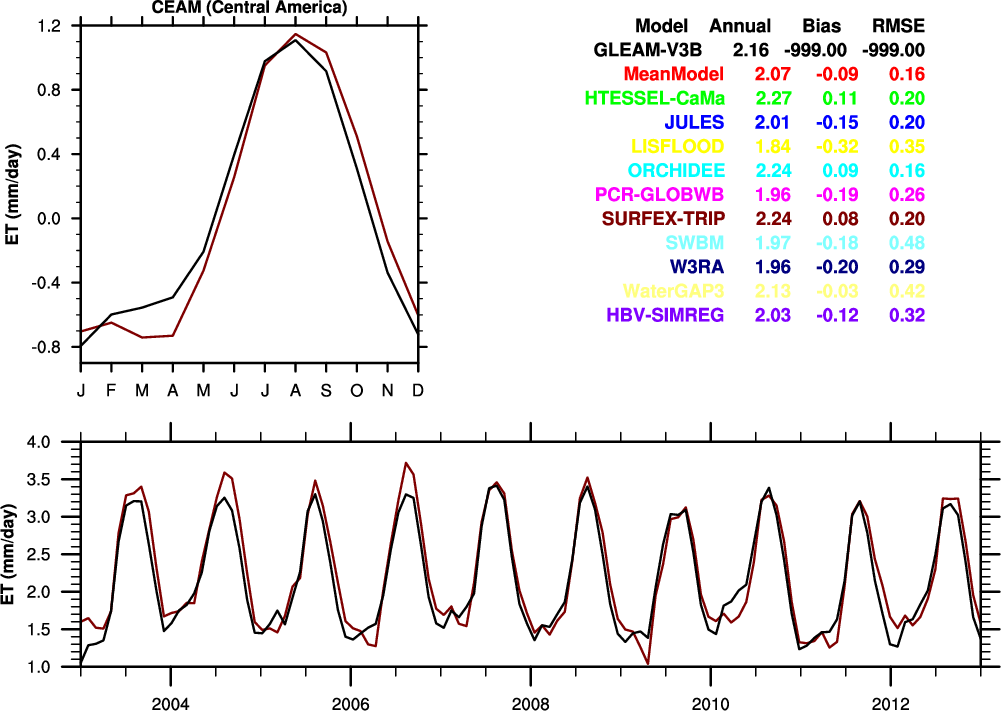 CEAM (Central America)
1.2
0.8
0.4
0.0
-0.4
-0.8
ET (mm/day)
J F M A M J J A S O N D
Model Annual Bias RMSE
GLEAM-V3B 2.16 -999.00 -999.00
MeanModel 2.07 -0.09 0.16
HTESSEL-CaMa 2.27 0.11 0.20
JULES 2.01 -0.15 0.20
LISFLOOD 1.84 -0.32 0.35
ORCHIDEE 2.24 0.09 0.16
PCR-GLOBWB 1.96 -0.19 0.26
SURFEX-TRIP 2.24 0.08 0.20
SWBM 1.97 -0.18 0.48
W3RA 1.96 -0.20 0.29
WaterGAP3 2.13 -0.03 0.42
HBV-SIMREG 2.03 -0.12 0.32
4.0
3.5
3.0
2.5
2.0
1.5
1.0
ET (mm/day)
2004 2006 2008 2010 2012